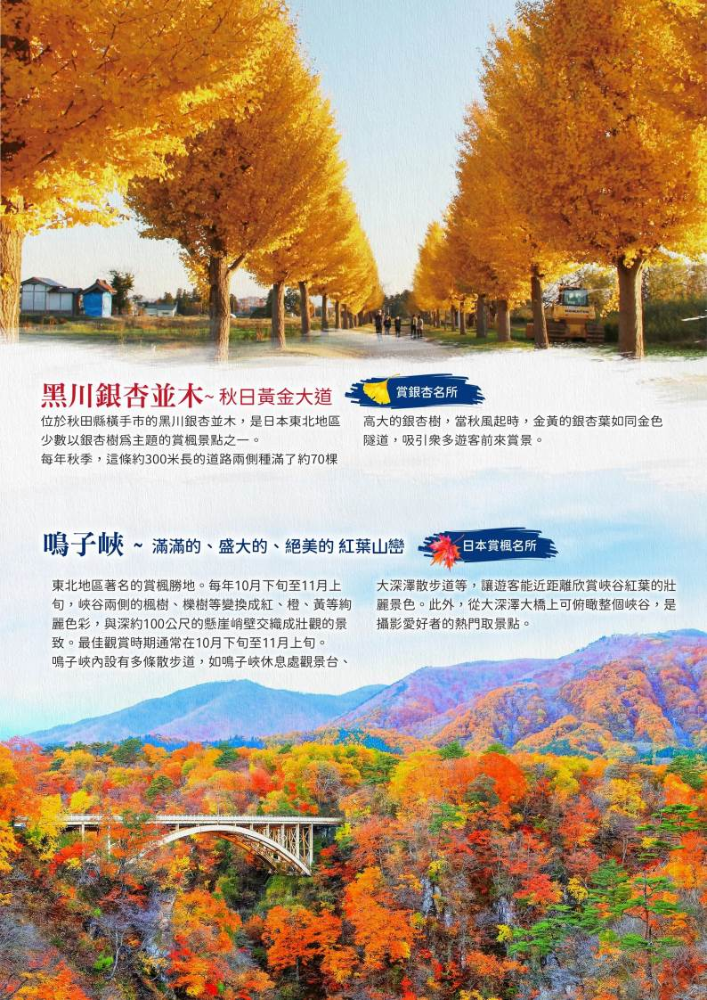 黑川銀杏並木~ 秋日黃金大道
賞銀杏名所
位於秋田縣橫手市的黑川銀杏並木，是日本東北地區
少數以銀杏樹爲主題的賞楓景點之一。
每年秋季，這條約300米長的道路兩側種滿了約70棵
高大的銀杏樹，當秋風起時，金黃的銀杏葉如同金色
隧道，吸引衆多遊客前來賞景。
鳴子峽 ~ 滿滿的、盛大的、絕美的 紅葉山巒
日本賞楓名所
東北地區著名的賞楓勝地。每年10月下旬至11月上
旬，峽谷兩側的楓樹、櫟樹等變換成紅、橙、黃等絢
麗色彩，與深約100公尺的懸崖峭壁交織成壯觀的景
致。最佳觀賞時期通常在10月下旬至11月上旬。
鳴子峽內設有多條散步道，如鳴子峽休息處觀景台、
大深澤散步道等，讓遊客能近距離欣賞峽谷紅葉的壯
麗景色。此外，從大深澤大橋上可俯瞰整個峽谷，是
攝影愛好者的熱門取景點。
KOMATSU